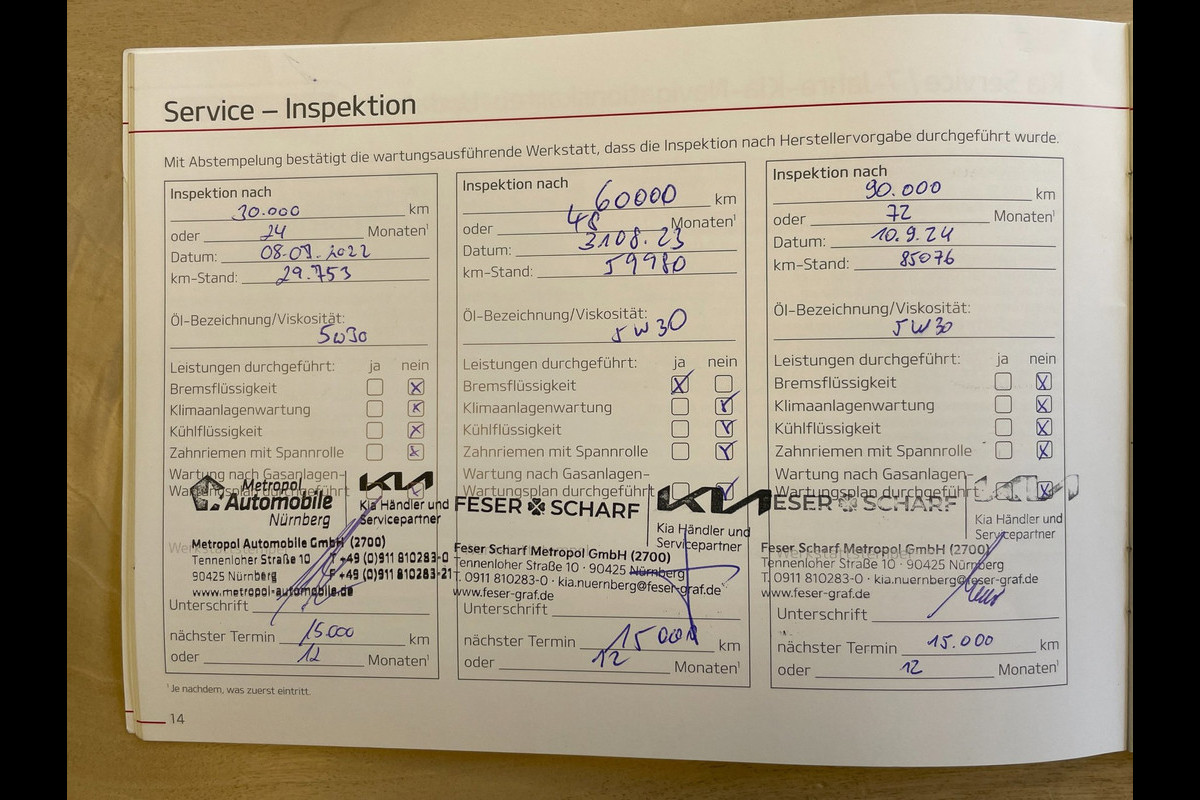 Service – Inspektion
Mit Abstempelung bestätigt die wartungsausführende Werkstatt, dass die Inspektion nach Herstellervorgabe durchgeführt wurde.
Inspektion nach
30.000 km
oder 24 Monaten¹
Datum: 08.09.2022
km-Stand: 29.753
Öl-Bezeichnung/Viskosität:
5W30
Leistungen durchgeführt: ja nein
Bremsflüssigkeit
Klimaanlagenwartung
Kühlflüssigkeit
Zahnriemen mit Spannrolle
Wartung nach Gasanlagen-
Wartungsplan durchgeführt
Metropol
Automobile
Nürnberg
KIA
Kia Händler und
Servicepartner
Metropol Automobile GmbH (2700)
Werkstattstempel
Tennenloher Straße 10 T +49 (0)911 810283-0
90425 Nürnberg F +49 (0)911 810283-21
www.metropol-automobile.de
Unterschrift
nächster Termin 15.000 km
oder 12 Monaten¹
Inspektion nach
60000 km
oder 48 Monaten¹
Datum: 3108.23
km-Stand: 59980
Öl-Bezeichnung/Viskosität:
5W30
Leistungen durchgeführt: ja nein
Bremsflüssigkeit
Klimaanlagenwartung
Kühlflüssigkeit
Zahnriemen mit Spannrolle
Wartung nach Gasanlagen-
Wartungsplan durchgeführt
FESER SCHARF
KIA
Kia Händler und
Servicepartner
Feser Scharf Metropol GmbH (2700)
Tennenloher Straße 10 · 90425 Nürnberg
T. 0911 810283-0 · kia.nuernberg@feser-graf.de
www.feser-graf.de
Unterschrift
nächster Termin 15000 km
oder 12 Monaten¹
Inspektion nach
90.000 km
oder 72 Monaten¹
Datum: 10.9.24
km-Stand: 85076
Öl-Bezeichnung/Viskosität:
5W30
Leistungen durchgeführt: ja nein
Bremsflüssigkeit
Klimaanlagenwartung
Kühlflüssigkeit
Zahnriemen mit Spannrolle
Wartung nach Gasanlagen-
Wartungsplan durchgeführt
FESER SCHARF
KIA
Kia Händler und
Servicepartner
Feser Scharf Metropol GmbH (2700)
Werkstattstempel
Tennenloher Straße 10 · 90425 Nürnberg
T. 0911 810283-0 · kia.nuernberg@feser-graf.de
www.feser-graf.de
Unterschrift
nächster Termin 15.000 km
oder 12 Monaten¹
¹ Je nachdem, was zuerst eintritt.
14